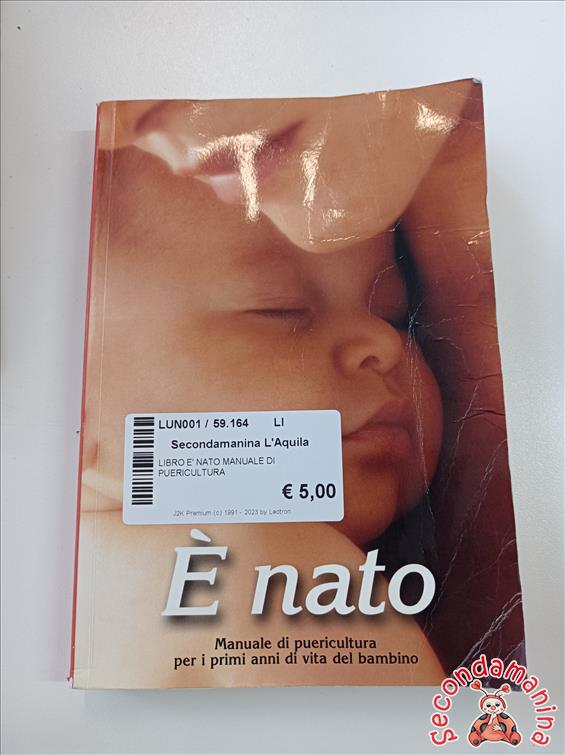 LUN001 / 59.164 LI
Secondamanina L'Aquila
LIBRO E' NATO MANUALE DI
PUERICULTURA
€ 5,00
J2K Premium (c) 1991 - 2023 by Leotron
È nato
Manuale di puericultura
per i primi anni di vita del bambino
Secondamanina